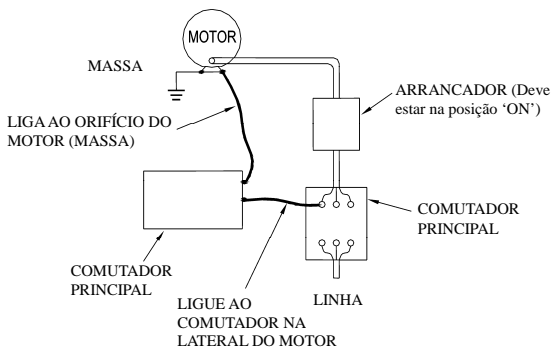 MOTOR
MASSA
ARRANCADOR (Deve
estar na posição ‘ON’)
LIGA AO ORIFÍCIO DO
MOTOR (MASSA)
COMUTADOR
PRINCIPAL
COMUTADOR
PRINCIPAL
LINHA
LIGUE AO
COMUTADOR NA
LATERAL DO MOTOR